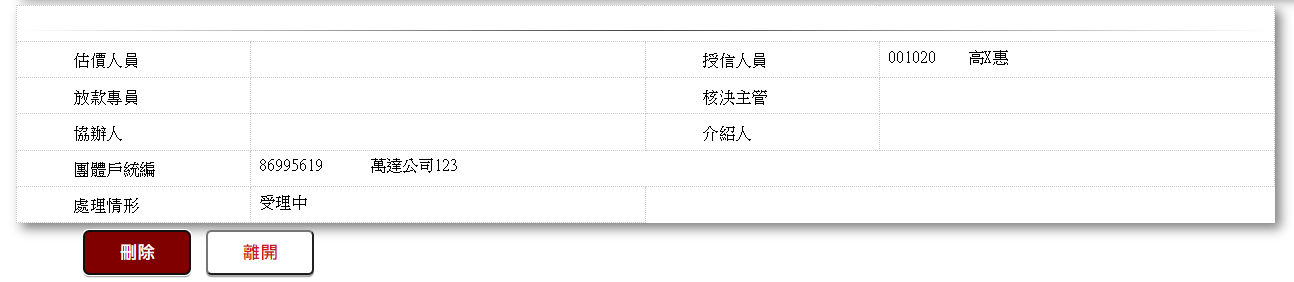 估價人員 授信人員 001020 高X惠
放款專員 核決主管
協辦人 介紹人
團體戶統編 86995619 萬達公司123
處理情形 受理中
刪除 離開